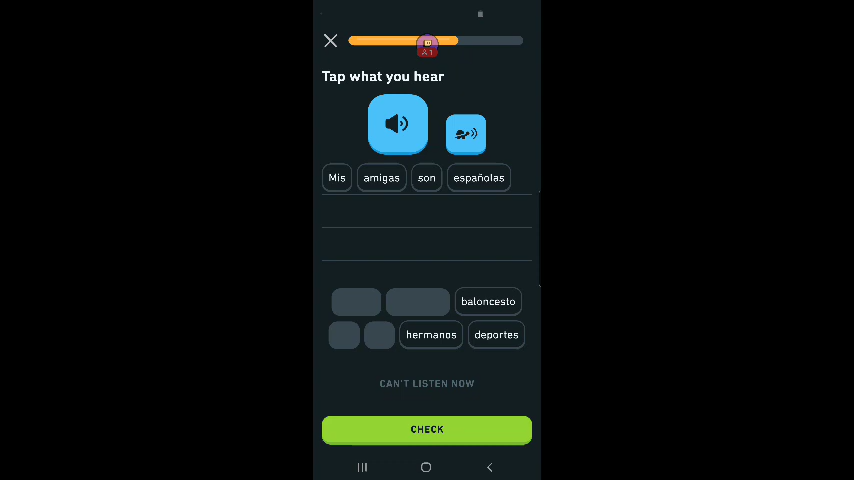 Tap what you hear
Mis amigas son españolas
baloncesto
hermanos deportes
CAN'T LISTEN NOW
CHECK